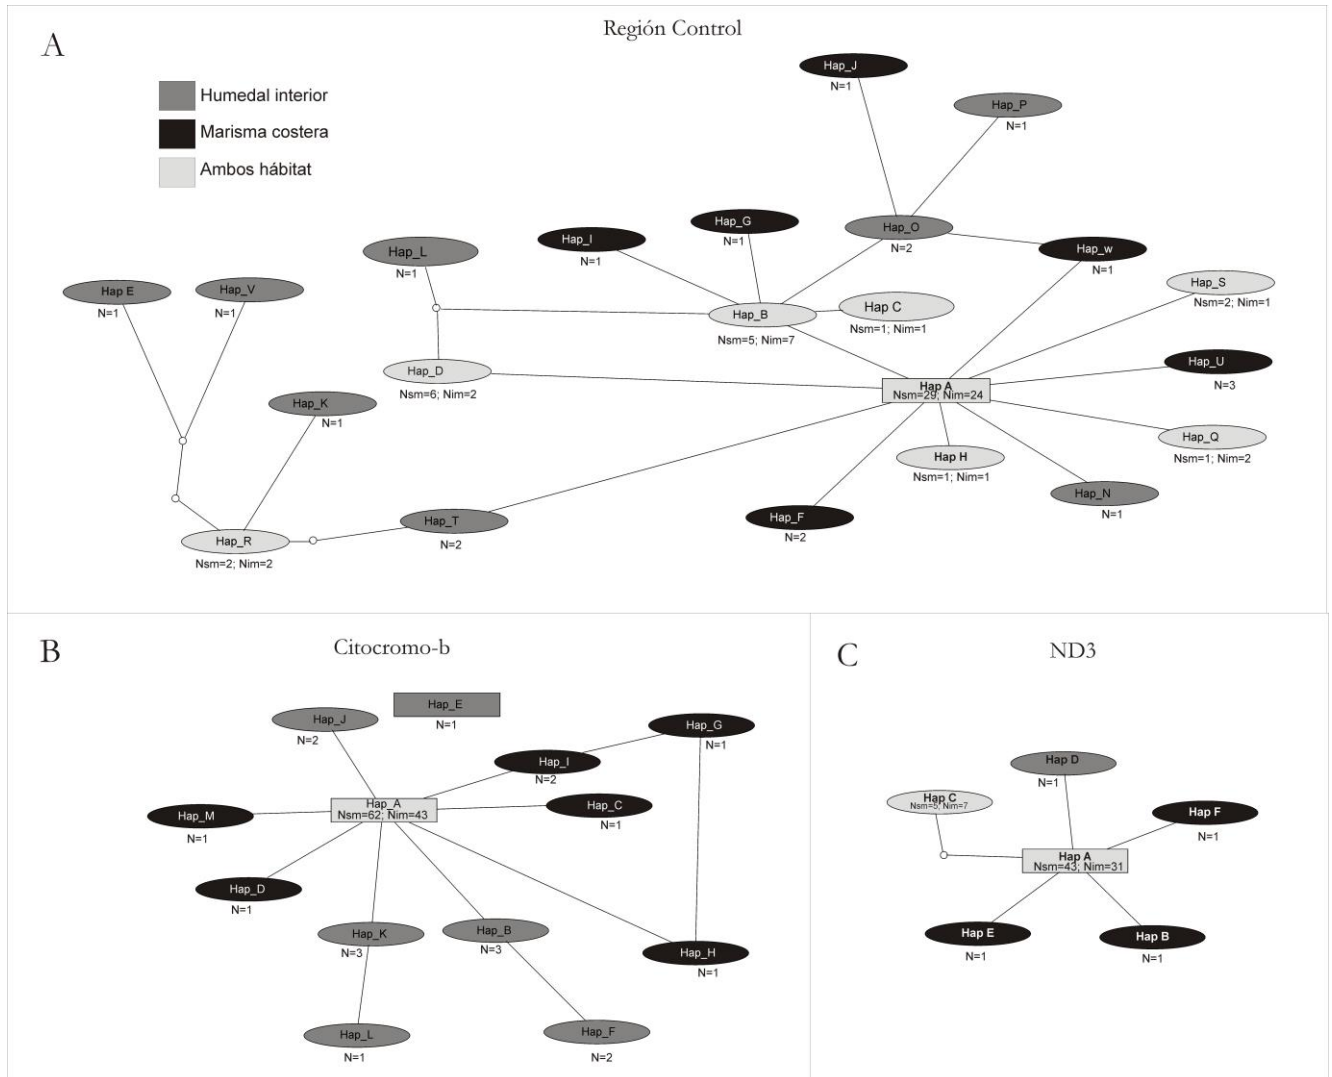 A
Región Control
Humedal interior
Marisma costera
Ambos hábitat
Hap_J
N=1
Hap_P
N=1
Hap_G
N=1
Hap_O
N=2
Hap_I
N=1
Hap_w
N=1
Hap_L
N=1
Hap_S
Nsm=2; Nim=1
Hap E
N=1
Hap_V
N=1
Hap_B
Nsm=5; Nim=7
Hap C
Nsm=1; Nim=1
Hap_U
N=3
Hap_D
Nsm=6; Nim=2
Hap A
Nsm=29; Nim=24
Hap_K
N=1
Hap_Q
Nsm=1; Nim=2
Hap H
Nsm=1; Nim=1
Hap_N
N=1
Hap_F
N=2
Hap_T
N=2
Hap_R
Nsm=2; Nim=2
B
Citocromo-b
Hap_E
N=1
Hap_J
N=2
Hap_G
N=1
Hap_I
N=2
Hap_A
Nsm=62; Nim=43
Hap_C
N=1
Hap_M
N=1
Hap_D
N=1
Hap_K
N=3
Hap_B
N=3
Hap_H
N=1
Hap_L
N=1
Hap_F
N=2
C
ND3
Hap D
N=1
Hap C
Nsm=5; Nim=7
Hap F
N=1
Hap A
Nsm=43; Nim=31
Hap E
N=1
Hap B
N=1